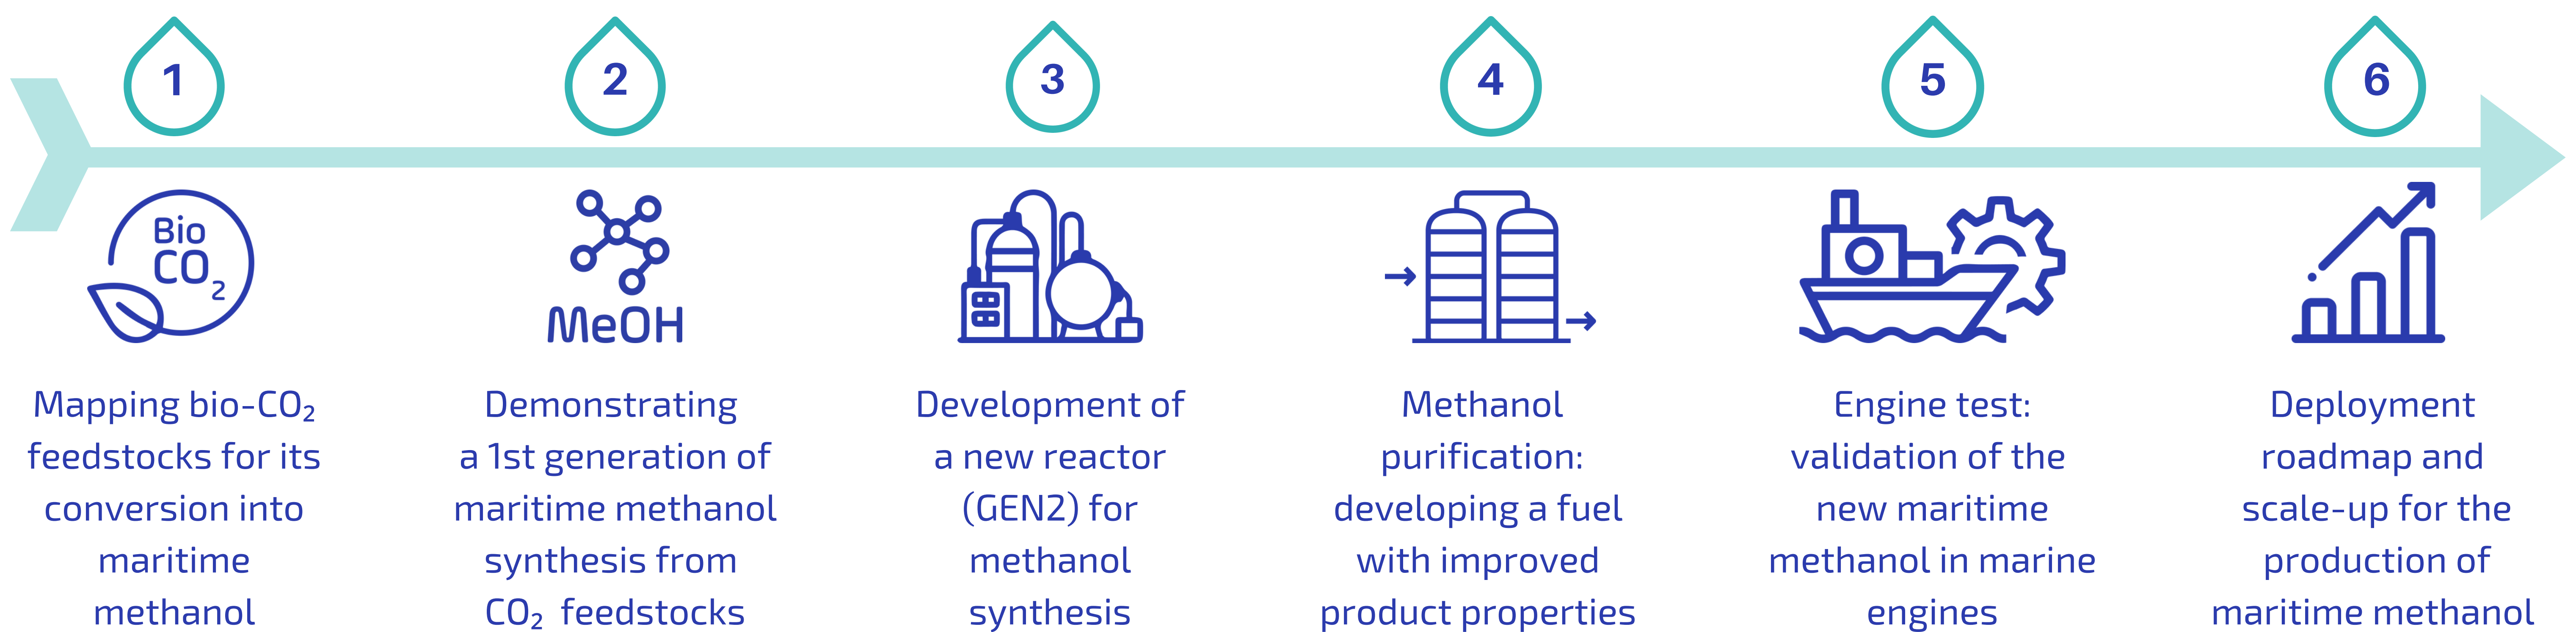 1
Bio
CO₂
Mapping bio-CO₂
feedstocks for its
conversion into
maritime
methanol
2
MeOH
Demonstrating
a 1st generation of
maritime methanol
synthesis from
CO₂ feedstocks
3
Development of
a new reactor
(GEN2) for
methanol
synthesis
4
Methanol
purification:
developing a fuel
with improved
product properties
5
Engine test:
validation of the
new maritime
methanol in marine
engines
6
Deployment
roadmap and
scale-up for the
production of
maritime methanol